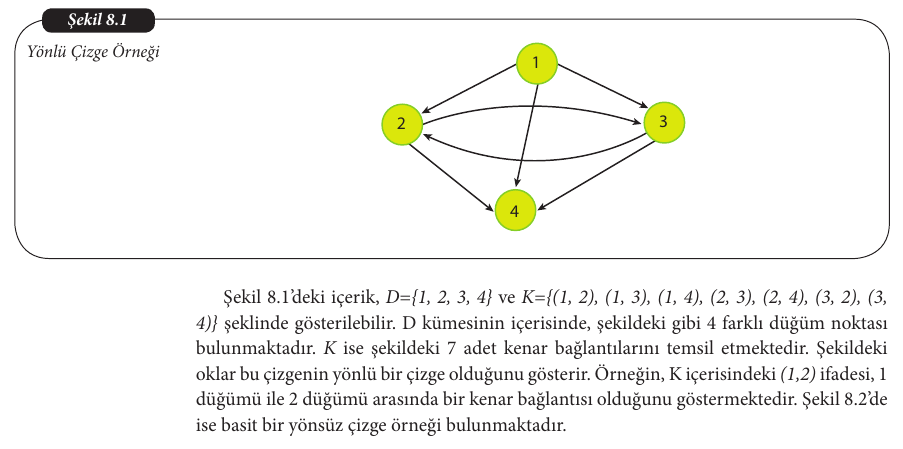 Şekil 8.1
Yönlü Çizge Örneği
1
2
3
4
Şekil 8.1’deki içerik, D={1, 2, 3, 4} ve K={(1, 2), (1, 3), (1, 4), (2, 3), (2, 4), (3, 2), (3,
4)} şeklinde gösterilebilir. D kümesinin içerisinde, şekildeki gibi 4 farklı düğüm noktası
bulunmaktadır. K ise şekildeki 7 adet kenar bağlantılarını temsil etmektedir. Şekildeki
oklar bu çizgenin yönlü bir çizge olduğunu gösterir. Örneğin, K içerisindeki (1,2) ifadesi, 1
düğümü ile 2 düğümü arasında bir kenar bağlantısı olduğunu göstermektedir. Şekil 8.2’de
ise basit bir yönsüz çizge örneği bulunmaktadır.